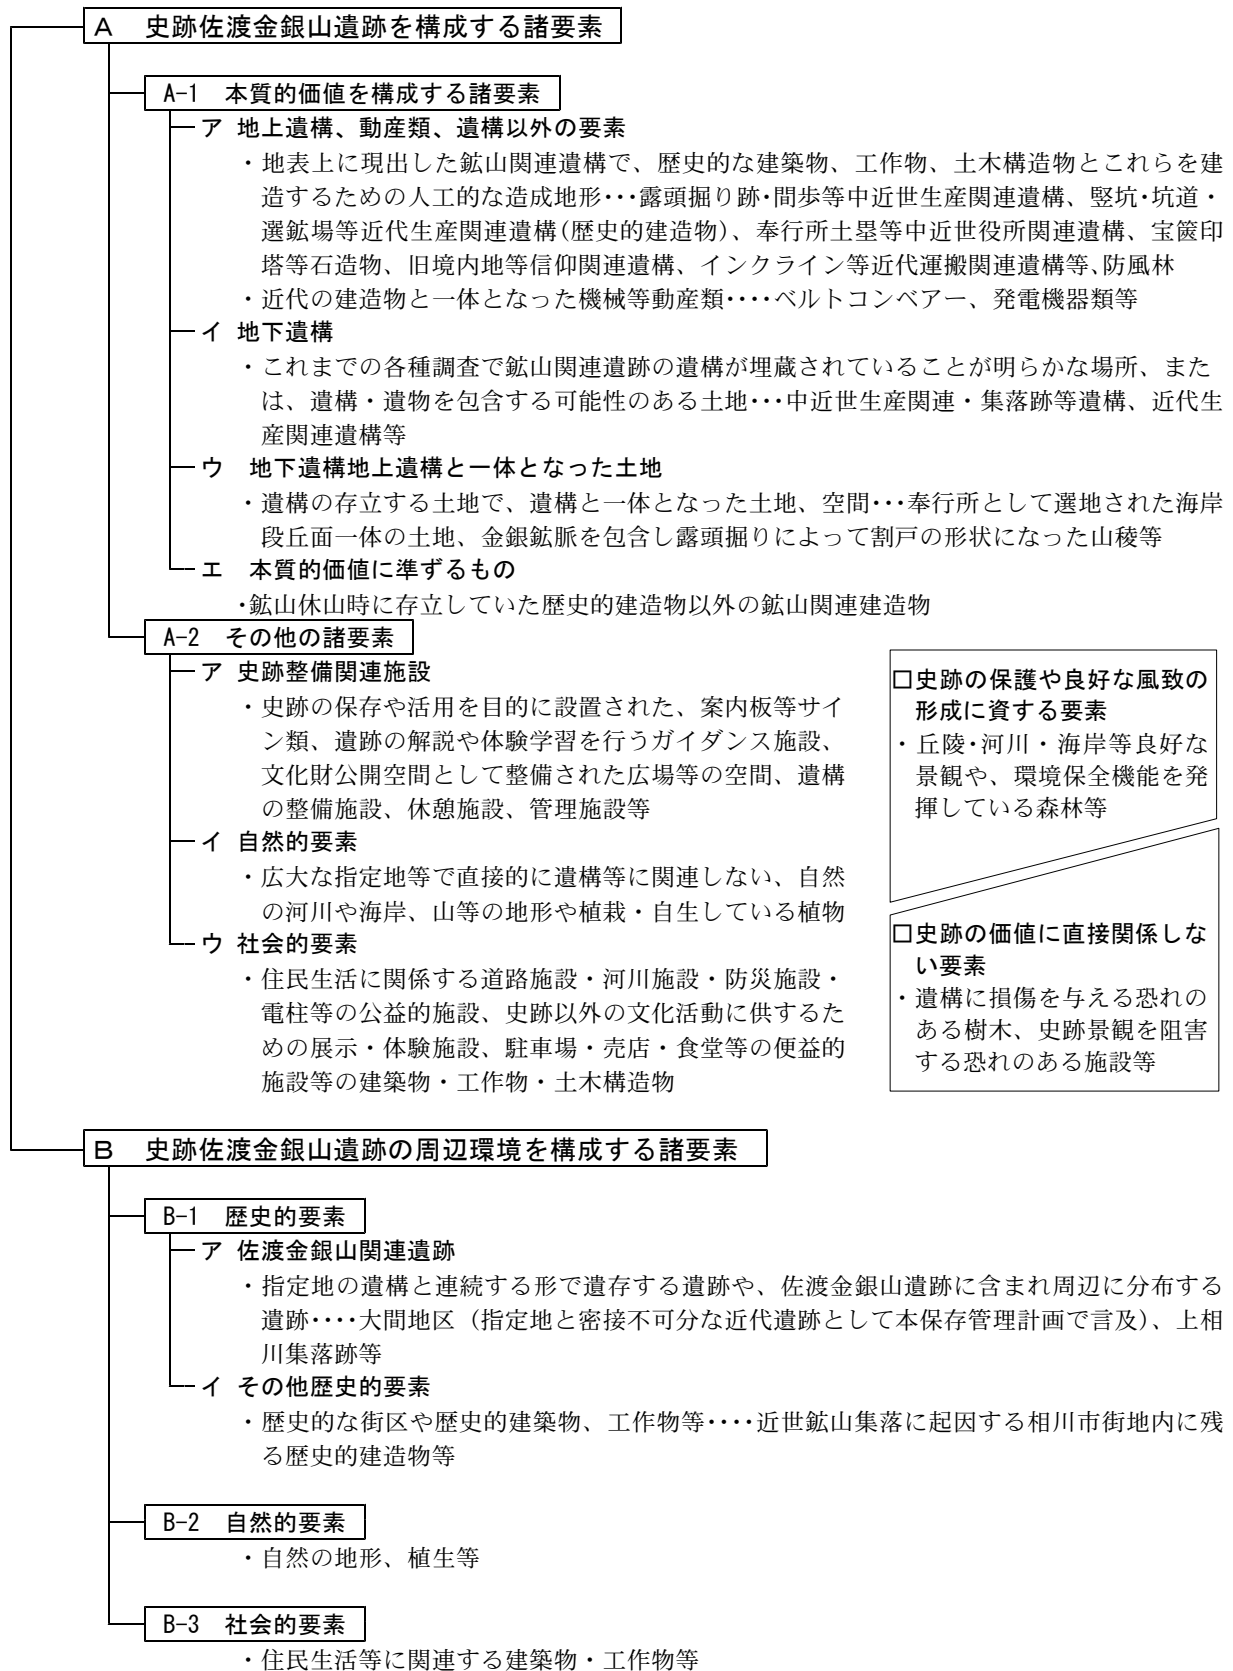 A　史跡佐渡金銀山遺跡を構成する諸要素
A-1　本質的価値を構成する諸要素
ア 地上遺構、動産類、遺構以外の要素
・地表上に現出した鉱山関連遺構で、歴史的な建築物、工作物、土木構造物とこれらを建
造するための人工的な造成地形･･･露頭掘り跡･間歩等中近世生産関連遺構、竪坑･坑道・
選鉱場等近代生産関連遺構(歴史的建造物)、奉行所土塁等中近世役所関連遺構、宝篋印
塔等石造物、旧境内地等信仰関連遺構、インクライン等近代運搬関連遺構等､防風林
・近代の建造物と一体となった機械等動産類････ベルトコンベアー、発電機器類等
イ 地下遺構
・これまでの各種調査で鉱山関連遺跡の遺構が埋蔵されていることが明らかな場所、また
は、遺構・遺物を包含する可能性のある土地･･･中近世生産関連・集落跡等遺構、近代生
産関連遺構等
ウ　地下遺構地上遺構と一体となった土地
・遺構の存立する土地で、遺構と一体となった土地、空間･･･奉行所として選地された海岸
段丘面一体の土地、金銀鉱脈を包含し露頭掘りによって割戸の形状になった山稜等
エ　本質的価値に準ずるもの
･鉱山休山時に存立していた歴史的建造物以外の鉱山関連建造物
A-2　その他の諸要素
ア 史跡整備関連施設
・史跡の保存や活用を目的に設置された、案内板等サイ
ン類、遺跡の解説や体験学習を行うガイダンス施設、
文化財公開空間として整備された広場等の空間、遺構
の整備施設、休憩施設、管理施設等
イ 自然的要素
・広大な指定地等で直接的に遺構等に関連しない、自然
の河川や海岸、山等の地形や植栽・自生している植物
ウ 社会的要素
・住民生活に関係する道路施設・河川施設・防災施設・
電柱等の公益的施設、史跡以外の文化活動に供するた
めの展示・体験施設、駐車場・売店・食堂等の便益的
施設等の建築物・工作物・土木構造物
□史跡の保護や良好な風致の
形成に資する要素
・丘陵･河川・海岸等良好な
景観や、環境保全機能を発
揮している森林等
□史跡の価値に直接関係しな
い要素
・遺構に損傷を与える恐れの
ある樹木、史跡景観を阻害
する恐れのある施設等
B　史跡佐渡金銀山遺跡の周辺環境を構成する諸要素
B-1　歴史的要素
ア 佐渡金銀山関連遺跡
・指定地の遺構と連続する形で遺存する遺跡や、佐渡金銀山遺跡に含まれ周辺に分布する
遺跡････大間地区（指定地と密接不可分な近代遺跡として本保存管理計画で言及)、上相
川集落跡等
イ その他歴史的要素
・歴史的な街区や歴史的建築物、工作物等････近世鉱山集落に起因する相川市街地内に残
る歴史的建造物等
B-2　自然的要素
・自然の地形、植生等
B-3　社会的要素
・住民生活等に関連する建築物・工作物等